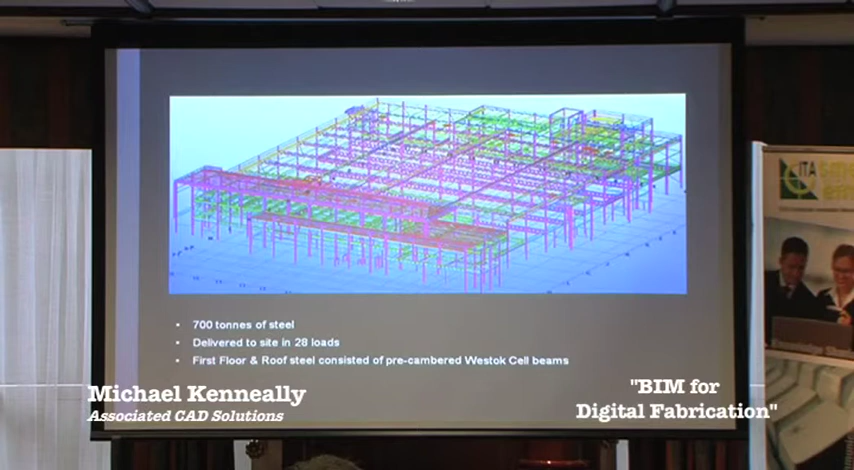 ITA
• 700 tonnes of steel
• Delivered to site in 28 loads
• First Floor & Roof steel consisted of pre-cambered Westok Cell beams
Michael Kenneally
Associated CAD Solutions
"BIM for
Digital Fabrication"